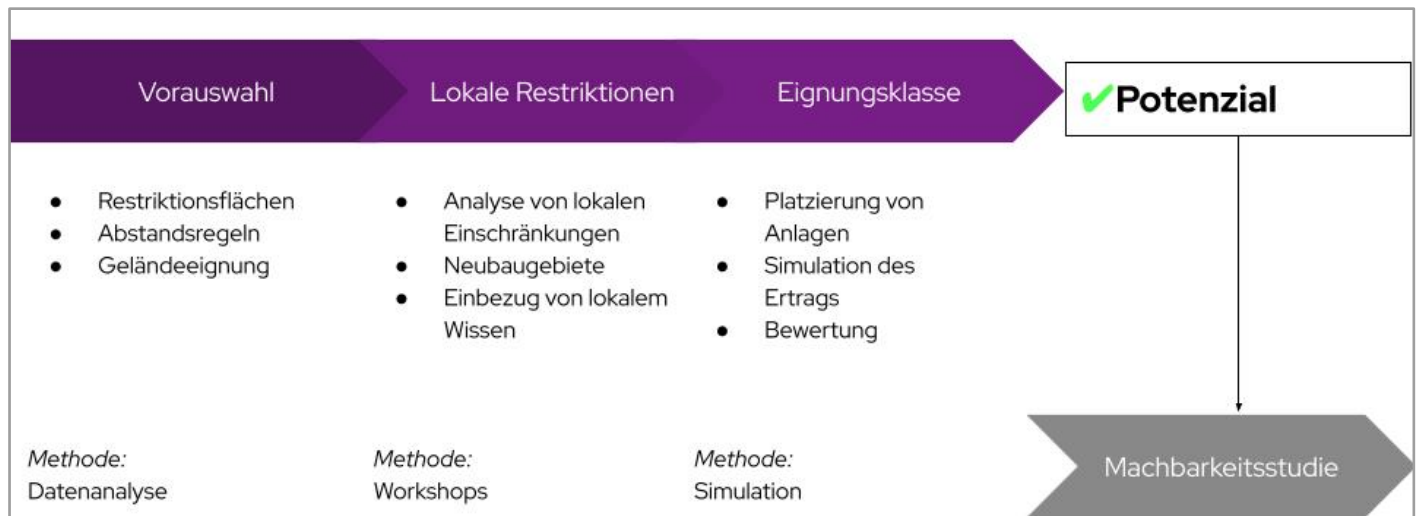 Vorauswahl
Lokale Restriktionen
Eignungsklasse
✔Potenzial
● Restriktionsflächen
● Abstandsregeln
● Geländeeignung
● Analyse von lokalen
Einschränkungen
● Neubaugebiete
● Einbezug von lokalem
Wissen
● Platzierung von
Anlagen
● Simulation des
Ertrags
● Bewertung
Methode:
Datenanalyse
Methode:
Workshops
Methode:
Simulation
Machbarkeitsstudie